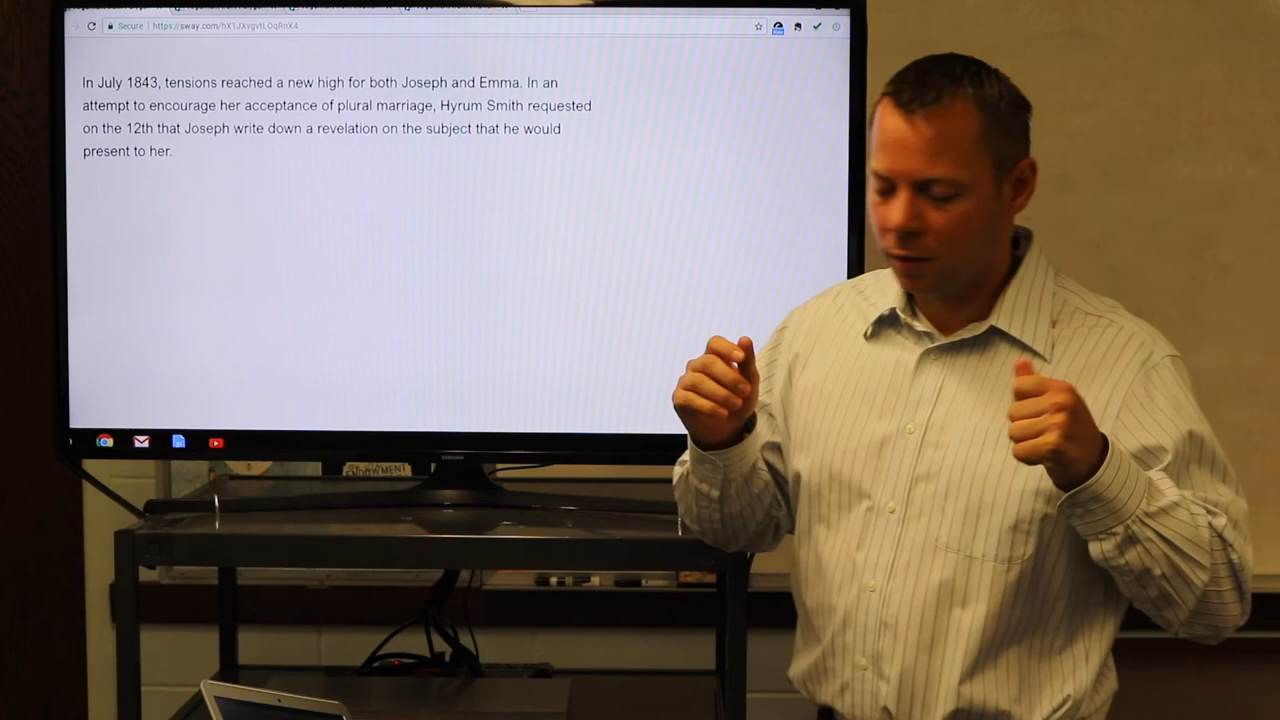 Secure https://sway.com/hX1JXvgvtLOqRnX4
In July 1843, tensions reached a new high for both Joseph and Emma. In an
attempt to encourage her acceptance of plural marriage, Hyrum Smith requested
on the 12th that Joseph write down a revelation on the subject that he would
present to her.
SAMSUNG
ENDOWMENT